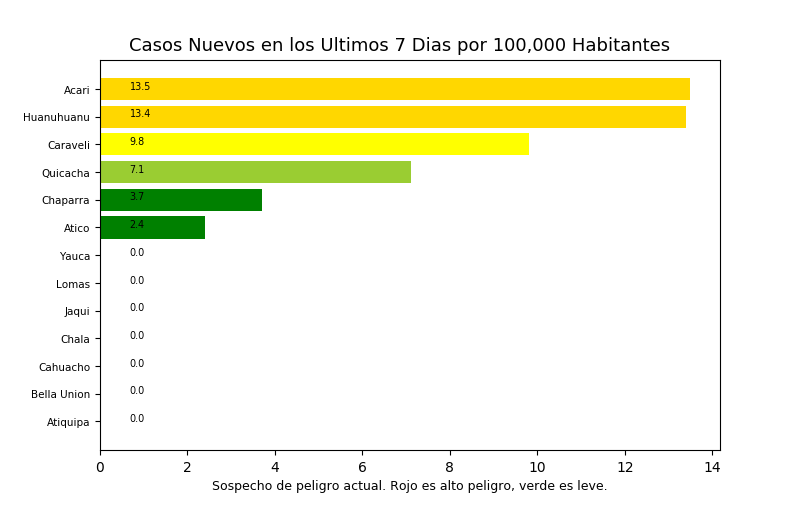 Casos Nuevos en los Ultimos 7 Dias por 100,000 Habitantes
Acari 13.5
Huanuhuanu 13.4
Caraveli 9.8
Quicacha 7.1
Chaparra 3.7
Atico 2.4
Yauca 0.0
Lomas 0.0
Jaqui 0.0
Chala 0.0
Cahuacho 0.0
Bella Union 0.0
Atiquipa 0.0
0 2 4 6 8 10 12 14
Sospecho de peligro actual. Rojo es alto peligro, verde es leve.